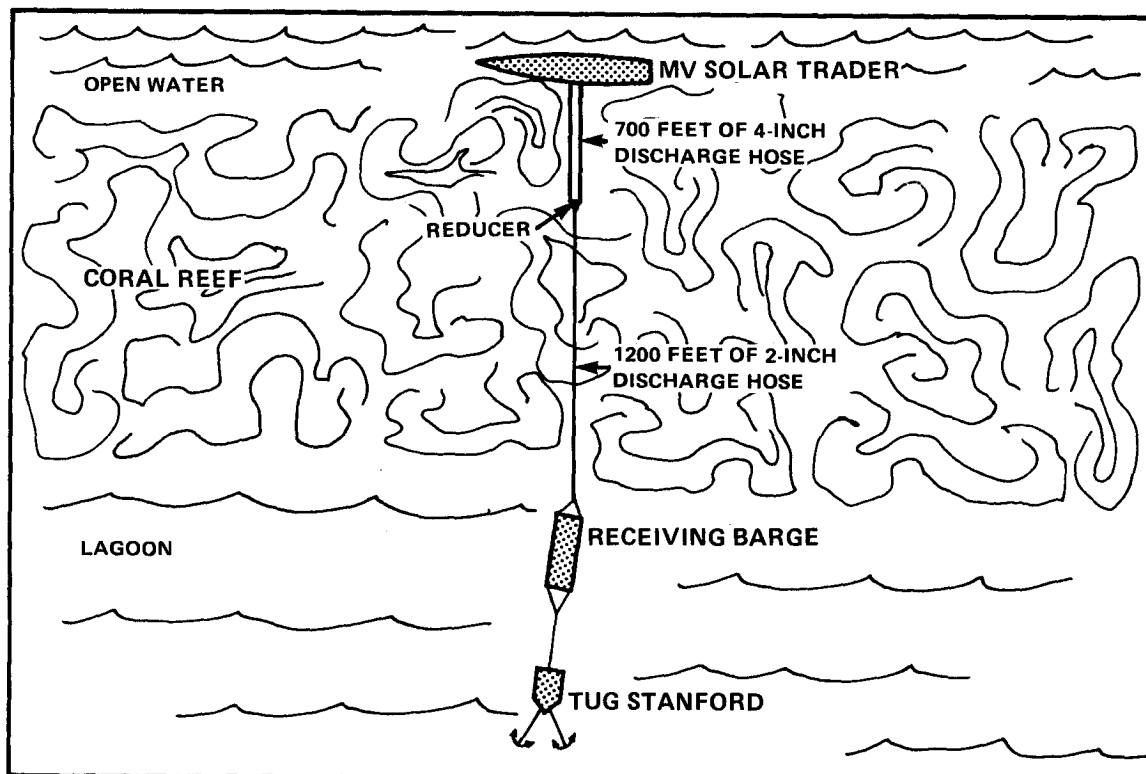 MV SOLAR TRADER
OPEN WATER
700 FEET OF 4-INCH
DISCHARGE HOSE
REDUCER
CORAL REEF
1200 FEET OF 2-INCH
DISCHARGE HOSE
RECEIVING BARGE
LAGOON
TUG STANFORD